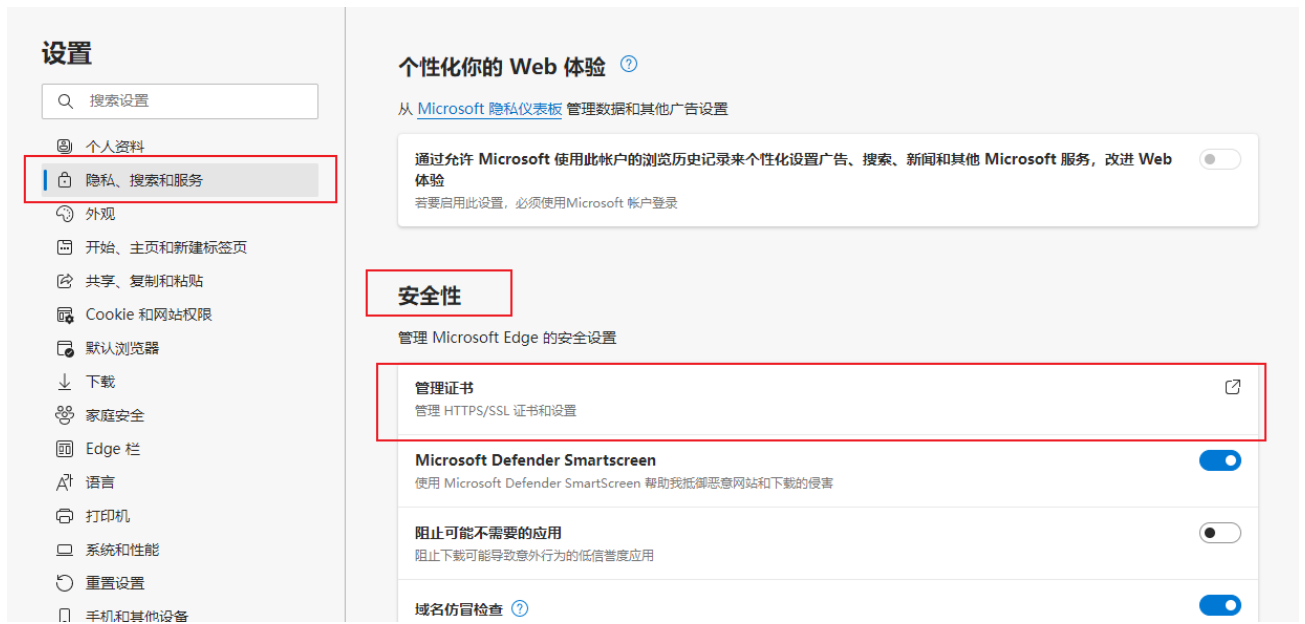 设置
搜索设置
个人资料
隐私、搜索和服务
外观
开始、主页和新建标签页
共享、复制和粘贴
Cookie 和网站权限
默认浏览器
下载
家庭安全
Edge 栏
语言
打印机
系统和性能
重置设置
手机和其他设备
个性化你的 Web 体验
从 Microsoft 隐私仪表板 管理数据和其他广告设置
通过允许 Microsoft 使用此帐户的浏览历史记录来个性化设置广告、搜索、新闻和其他 Microsoft 服务，改进 Web
体验
若要启用此设置，必须使用Microsoft 帐户登录
安全性
管理 Microsoft Edge 的安全设置
管理证书
管理 HTTPS/SSL 证书和设置
Microsoft Defender Smartscreen
使用 Microsoft Defender SmartScreen 帮助我抵御恶意网站和下载的侵害
阻止可能不需要的应用
阻止下载可能导致意外行为的低信誉度应用
域名仿冒检查